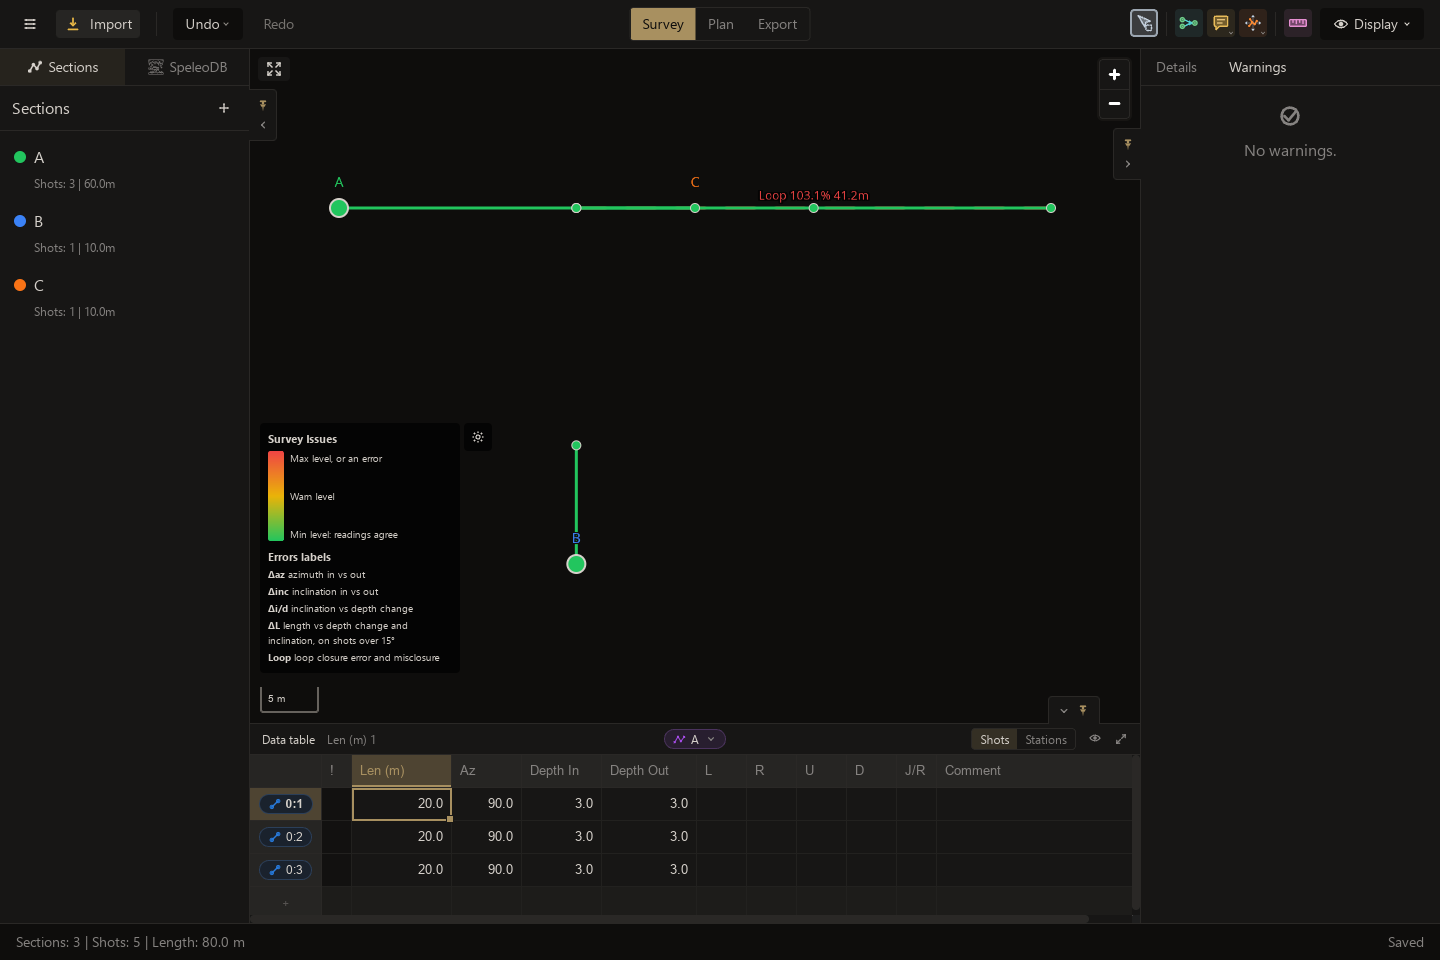 Import
Undo
Redo
Survey
Plan
Export
Display
Sections
SpeleoDB
Details
Warnings
Sections
+
No warnings.
A
Shots: 3 | 60.0m
B
Shots: 1 | 10.0m
C
Shots: 1 | 10.0m
A
C
Loop 103.1% 41.2m
B
Survey Issues
Max level, or an error
Warn level
Min level: readings agree
Errors labels
Δaz azimuth in vs out
Δinc inclination in vs out
Δi/d inclination vs depth change
ΔL length vs depth change and
inclination, on shots over 15°
Loop loop closure error and misclosure
5 m
Data table Len (m) 1
A
Shots
Stations
! Len (m) Az Depth In Depth Out L R U D J/R Comment
0:1 20.0 90.0 3.0 3.0
0:2 20.0 90.0 3.0 3.0
0:3 20.0 90.0 3.0 3.0
+
Sections: 3 | Shots: 5 | Length: 80.0 m
Saved